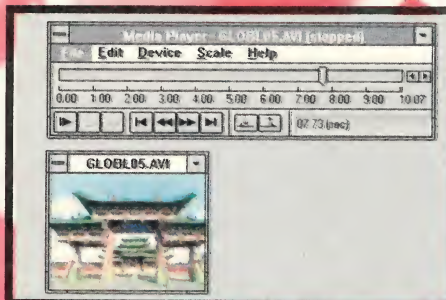 Media Player - GLOBL05.AVI (stopped)
File Edit Device Scale Help
0.00 1.00 2.00 3.00 4.00 5.00 6.00 7.00 8.00 9.00 10.07
07.73 (sec)
GLOBL05.AVI